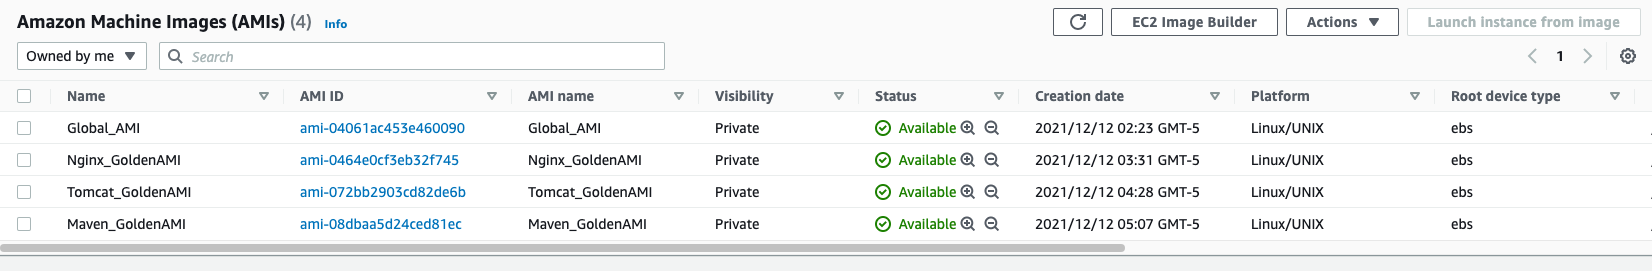 Amazon Machine Images (AMIs) (4) Info EC2 Image Builder Actions Launch instance from image
Owned by me Search 1
Name AMI ID AMI name Visibility Status Creation date Platform Root device type
Global_AMI ami-04061ac453e460090 Global_AMI Private Available 2021/12/12 02:23 GMT-5 Linux/UNIX ebs
Nginx_GoldenAMI ami-0464e0cf3eb32f745 Nginx_GoldenAMI Private Available 2021/12/12 03:31 GMT-5 Linux/UNIX ebs
Tomcat_GoldenAMI ami-072bb2903cd82de6b Tomcat_GoldenAMI Private Available 2021/12/12 04:28 GMT-5 Linux/UNIX ebs
Maven_GoldenAMI ami-08dbaa5d24ced81ec Maven_GoldenAMI Private Available 2021/12/12 05:07 GMT-5 Linux/UNIX ebs